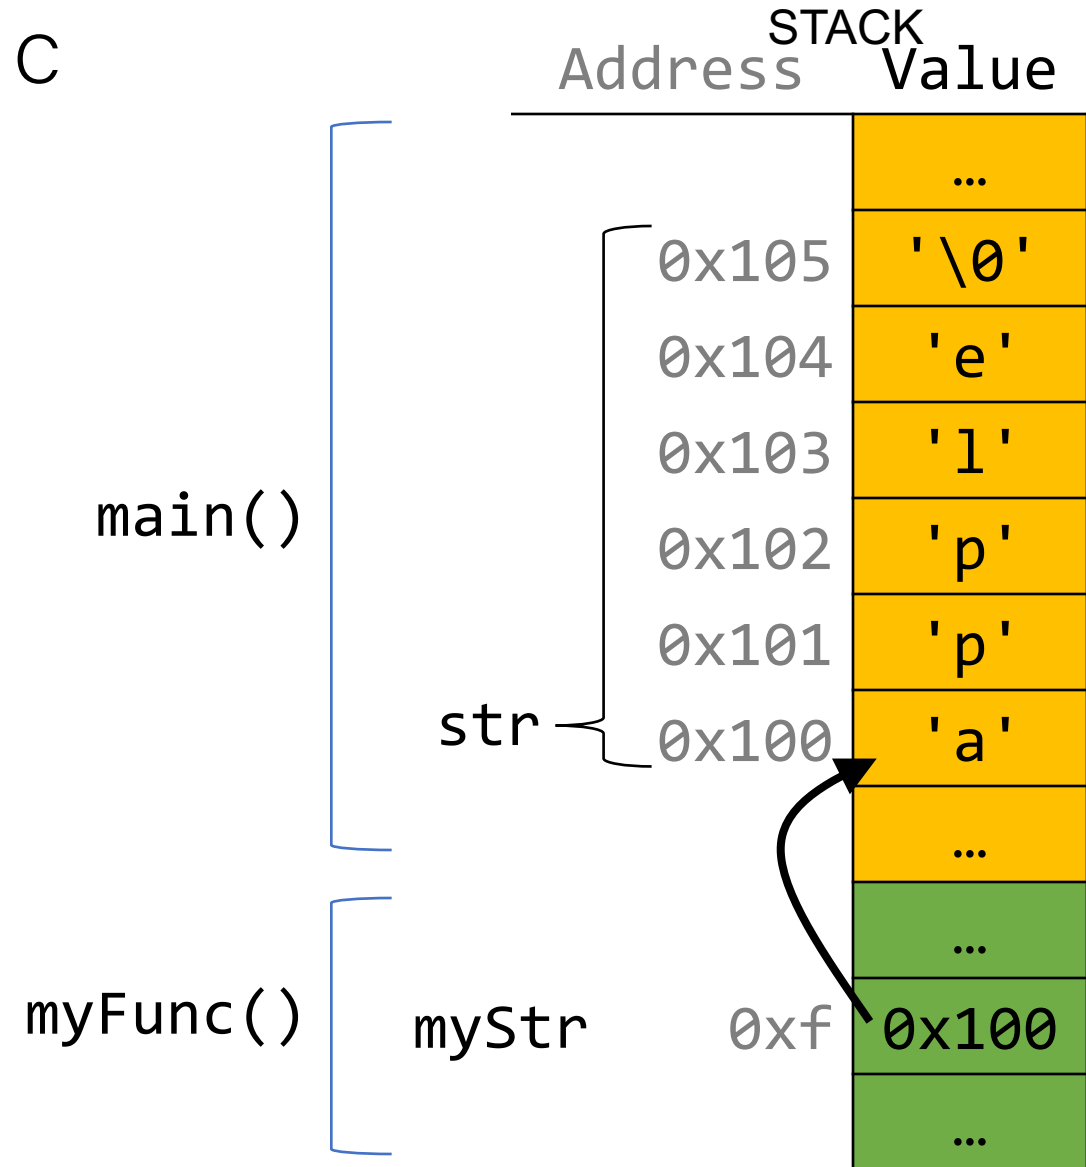 C
STACK
Address Value
…
0x105 '\0'
0x104 'e'
0x103 'l'
0x102 'p'
main()
0x101 'p'
str 0x100 'a'
…
…
myFunc() myStr 0xf 0x100
…